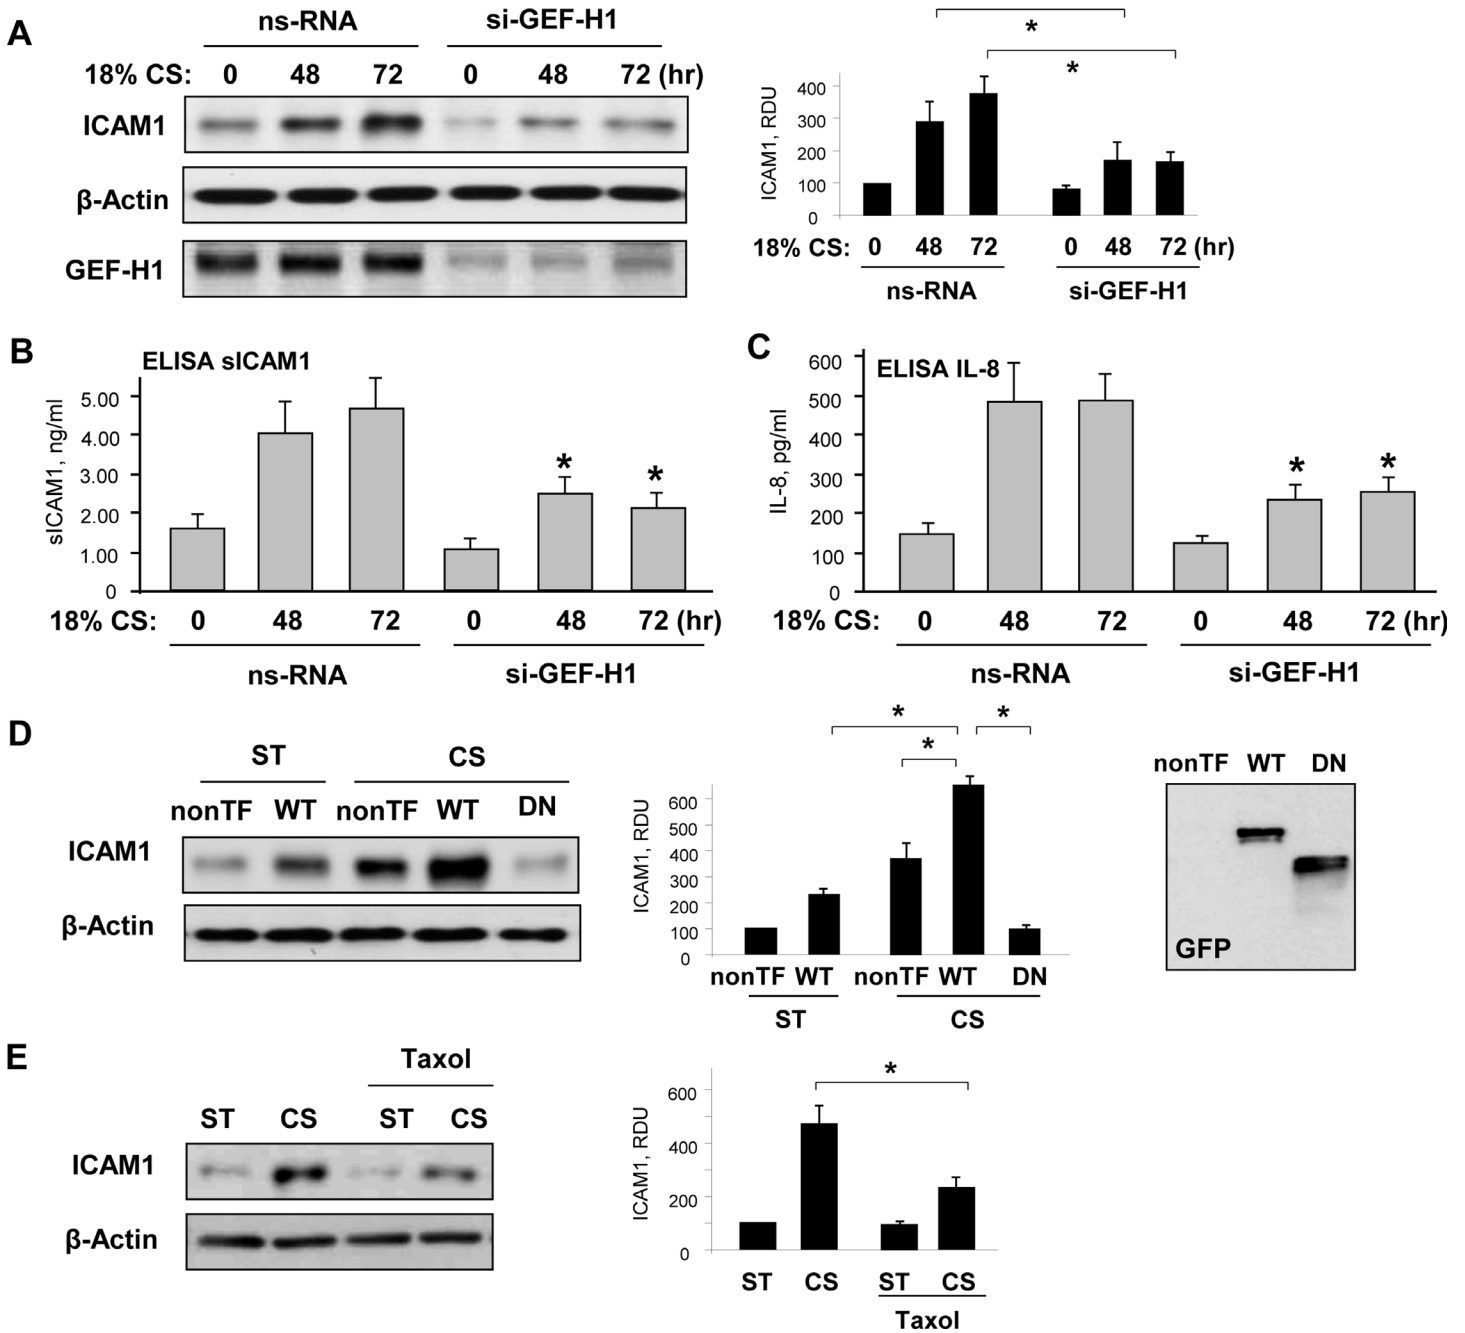 A
ns-RNA si-GEF-H1
18% CS: 0 48 72 0 48 72 (hr)
ICAM1
β-Actin
GEF-H1
* *
ICAM1, RDU
400
300
200
100
0
18% CS: 0 48 72 0 48 72 (hr)
ns-RNA si-GEF-H1
B
ELISA sICAM1
sICAM1, ng/ml
5.00
4.00
3.00
2.00
1.00
0
* *
18% CS: 0 48 72 0 48 72 (hr)
ns-RNA si-GEF-H1
C
ELISA IL-8
IL-8, pg/ml
600
500
400
300
200
100
0
* *
18% CS: 0 48 72 0 48 72 (hr)
ns-RNA si-GEF-H1
D
ST CS
nonTF WT nonTF WT DN
ICAM1
β-Actin
* * *
ICAM1, RDU
600
500
400
300
200
100
0
nonTF WT nonTF WT DN
ST CS
nonTF WT DN
GFP
E
Taxol
ST CS ST CS
ICAM1
β-Actin
*
ICAM1, RDU
600
400
200
0
ST CS ST CS
Taxol